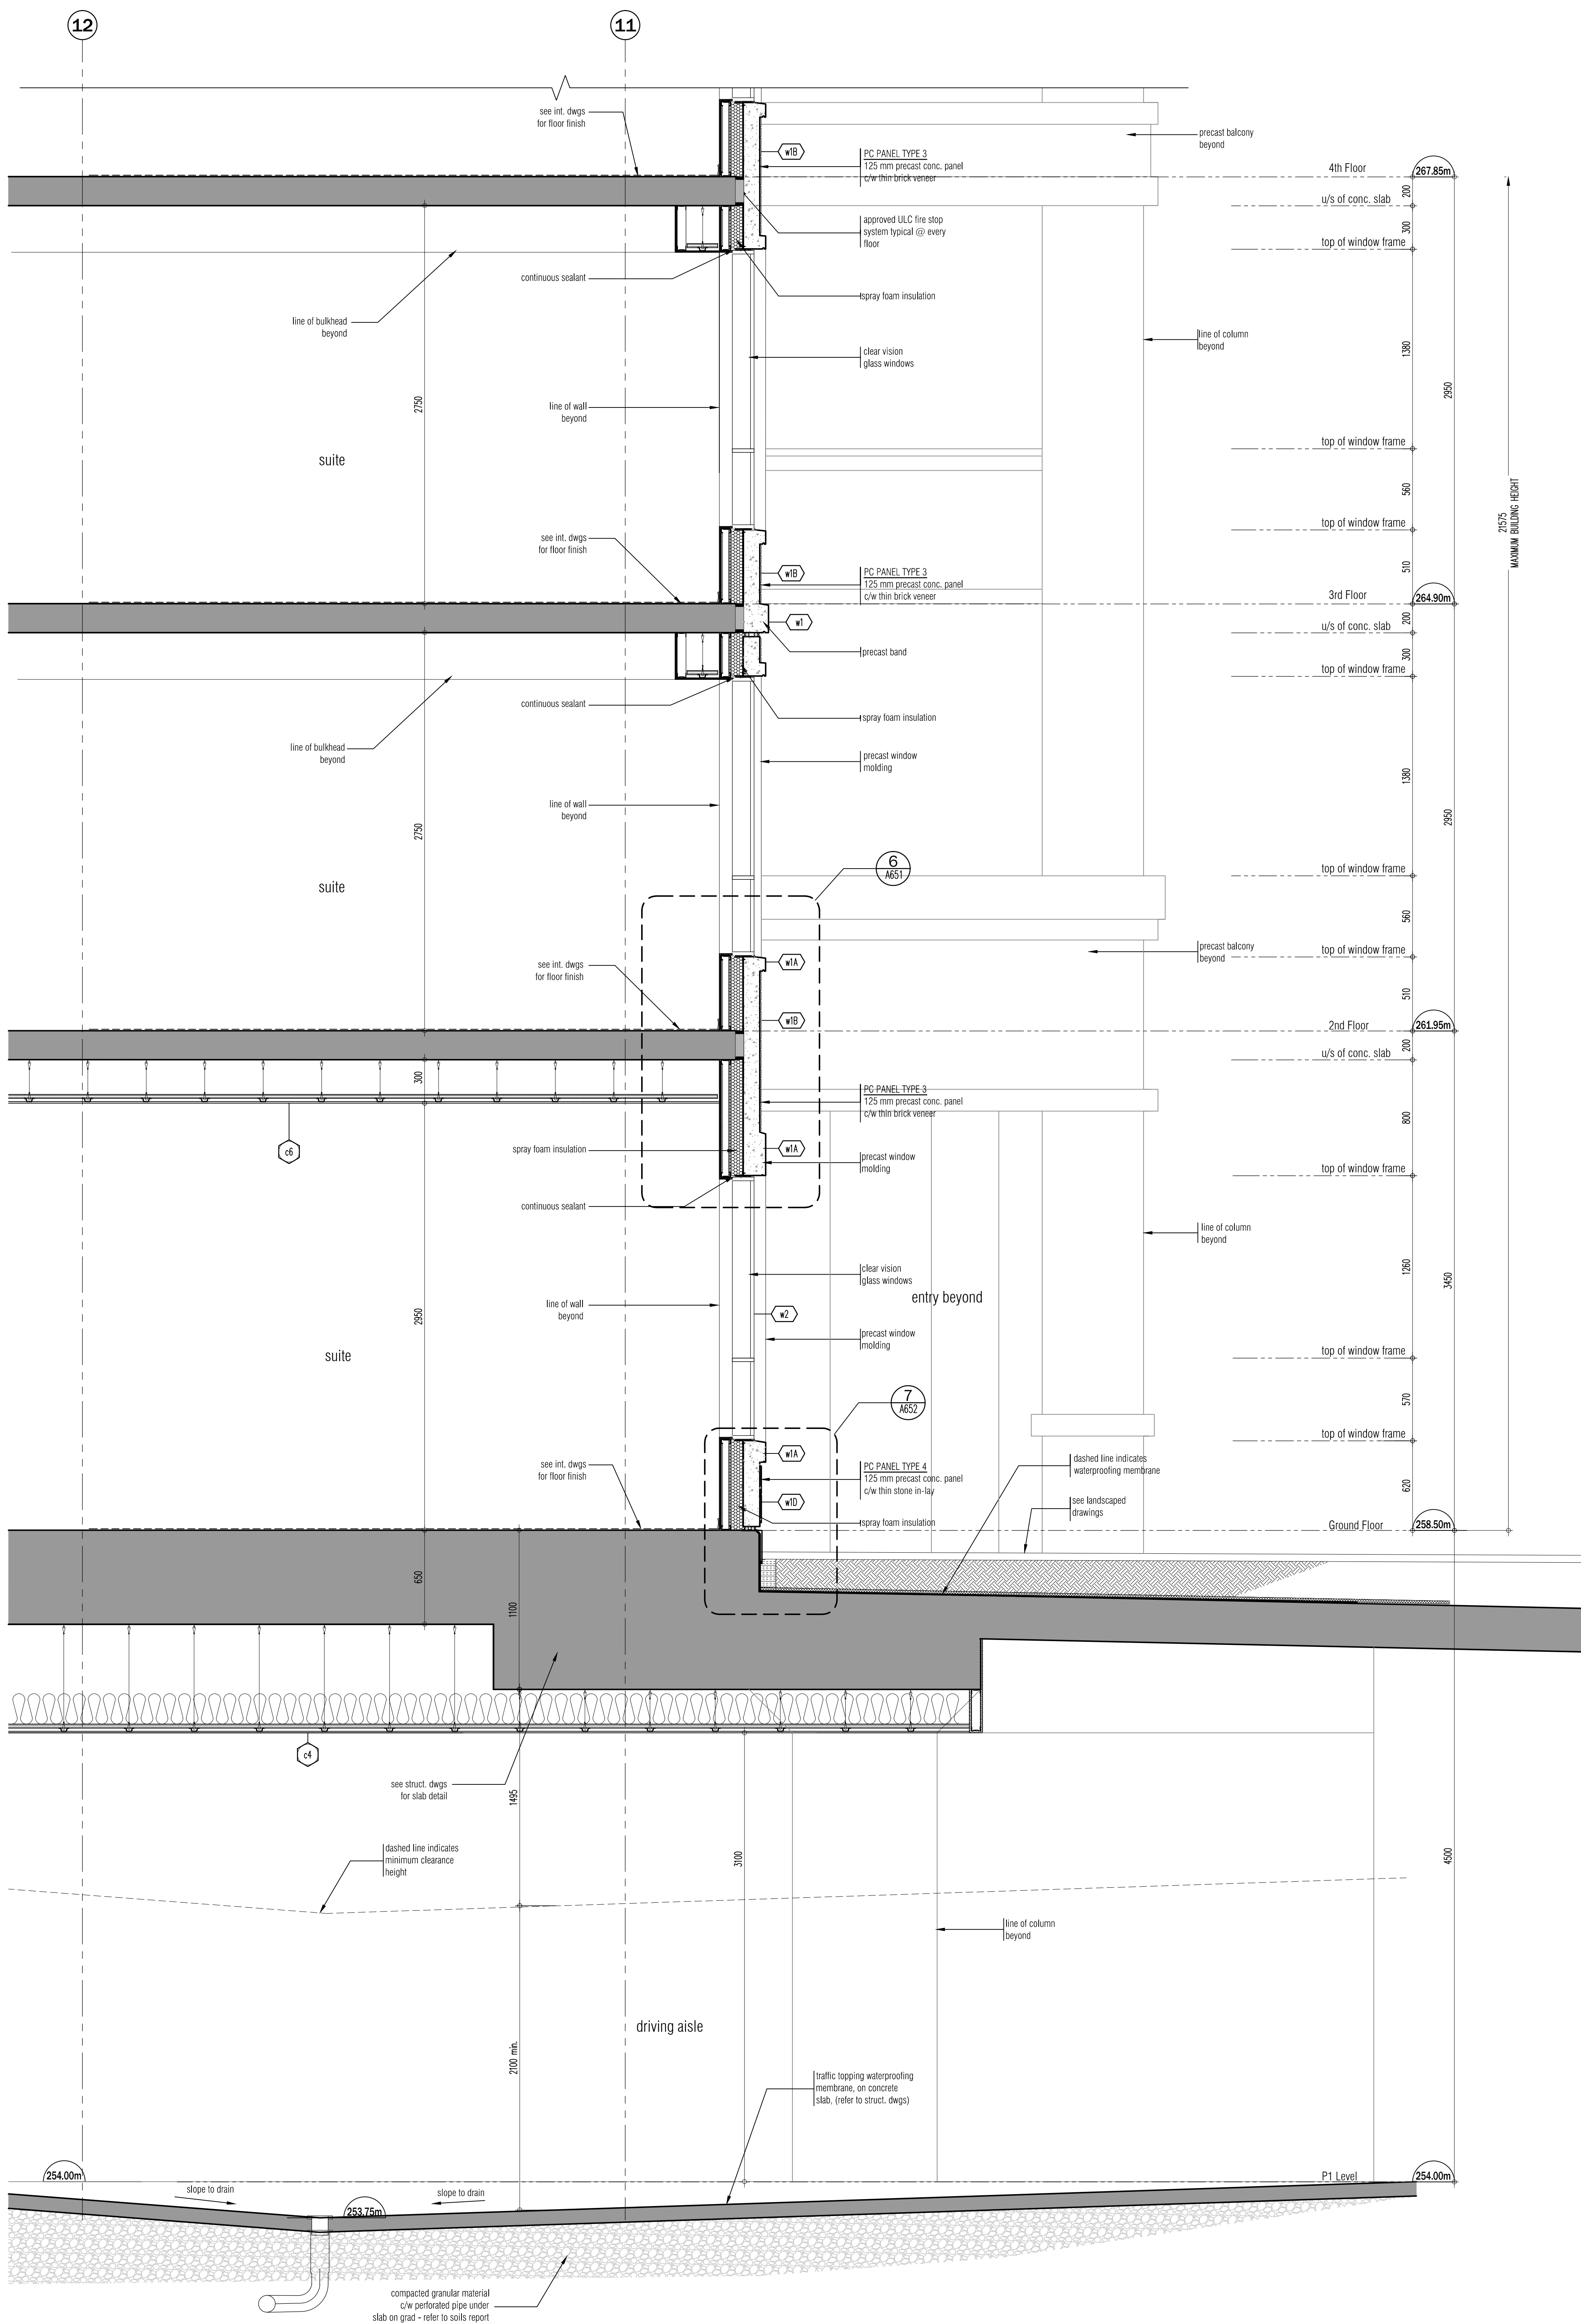 12
11
see int. dwgs
for floor finish
w1B
PC PANEL TYPE 3
125 mm precast conc. panel
c/w thin brick veneer
precast balcony
beyond
4th Floor
267.85m
200
u/s of conc. slab
approved ULC fire stop
system typical @ every
floor
300
top of window frame
continuous sealant
spray foam insulation
line of bulkhead
beyond
line of column
beyond
clear vision
glass windows
1380
2750
line of wall
beyond
2950
suite
top of window frame
560
21575
MAXIMUM BUILDING HEIGHT
top of window frame
see int. dwgs
for floor finish
w1B
PC PANEL TYPE 3
125 mm precast conc. panel
c/w thin brick veneer
510
3rd Floor
264.90m
w1
200
u/s of conc. slab
precast band
300
top of window frame
continuous sealant
spray foam insulation
line of bulkhead
beyond
precast window
molding
1380
line of wall
beyond
2750
2950
6
A651
top of window frame
suite
560
precast balcony
beyond
top of window frame
see int. dwgs
for floor finish
w1A
510
w1B
2nd Floor
261.95m
200
u/s of conc. slab
300
PC PANEL TYPE 3
125 mm precast conc. panel
c/w thin brick veneer
800
c6
spray foam insulation
w1A
precast window
molding
top of window frame
continuous sealant
line of column
beyond
clear vision
glass windows
1260
3450
entry beyond
line of wall
beyond
w2
2950
precast window
molding
suite
top of window frame
7
A652
570
top of window frame
see int. dwgs
for floor finish
w1A
PC PANEL TYPE 4
125 mm precast conc. panel
c/w thin stone in-lay
dashed line indicates
waterproofing membrane
620
w1D
see landscaped
drawings
spray foam insulation
Ground Floor
258.50m
650
1100
c4
see struct. dwgs
for slab detail
1495
dashed line indicates
minimum clearance
height
3100
4500
line of column
beyond
driving aisle
2100 min.
traffic topping waterproofing
membrane, on concrete
slab, (refer to struct. dwgs)
254.00m
P1 Level
254.00m
slope to drain
slope to drain
253.75m
compacted granular material
c/w perforated pipe under
slab on grad - refer to soils report